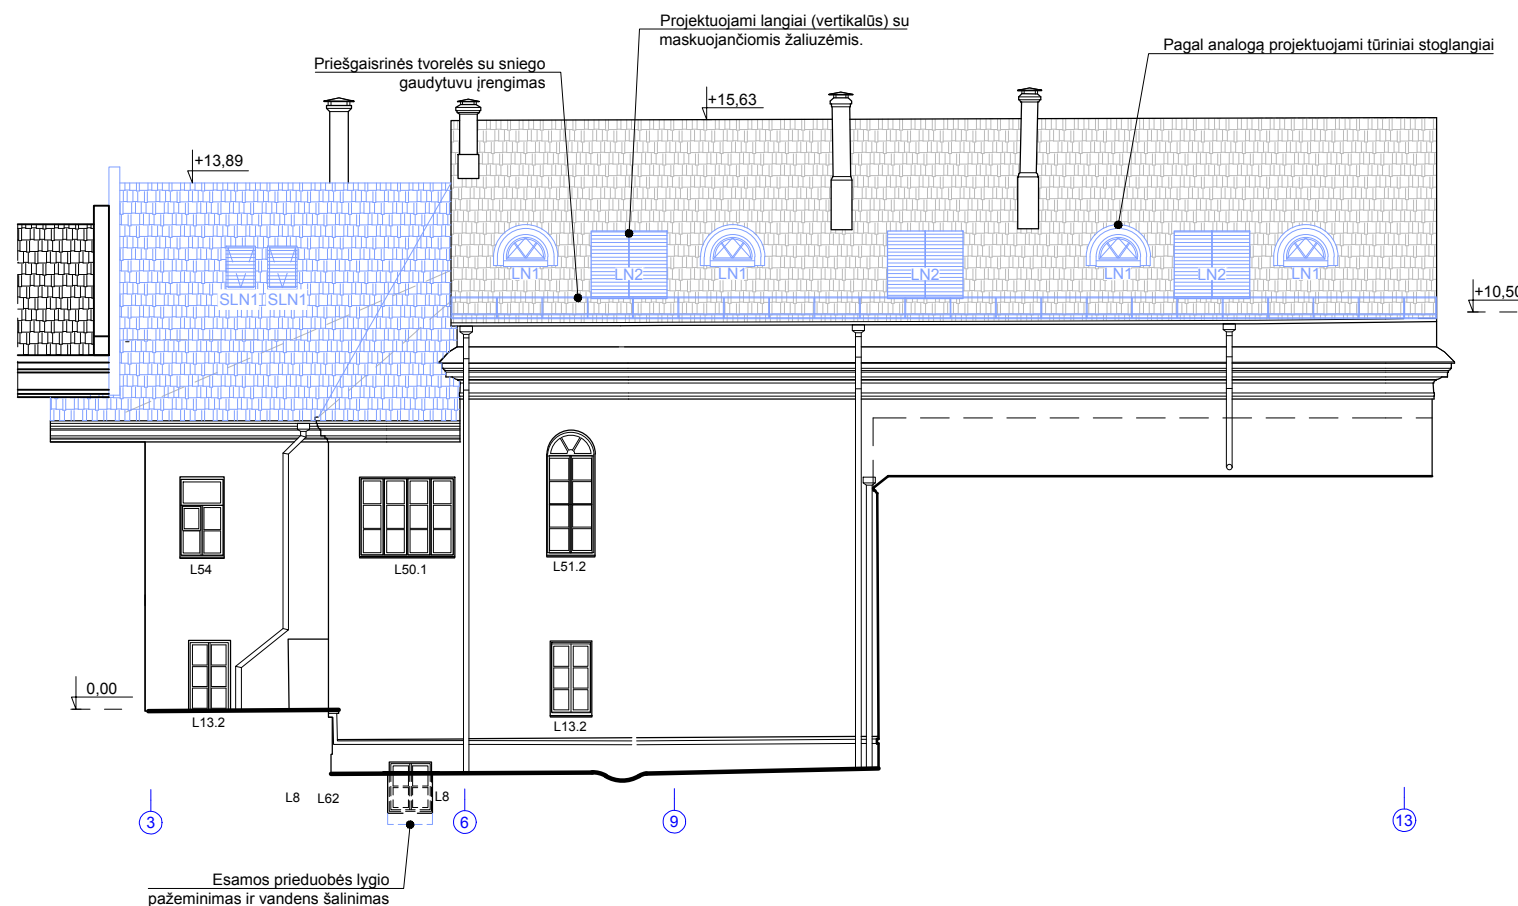 Projektuojami langiai (vertikalūs) su
maskuojančiomis žaliuzėmis.
Pagal analogą projektuojami tūriniai stoglangiai
Priešgaisrinės tvorelės su sniego
gaudytuvu įrengimas
+15,63
+13,89
LN1
LN2
LN1
LN2
LN1
LN2
LN1
SLN1 SLN1
+10,50
L54
L50.1
L51.2
0,00
L13.2
L13.2
L8
L62
L8
3
6
9
13
Esamos prieduobės lygio
pažeminimas ir vandens šalinimas